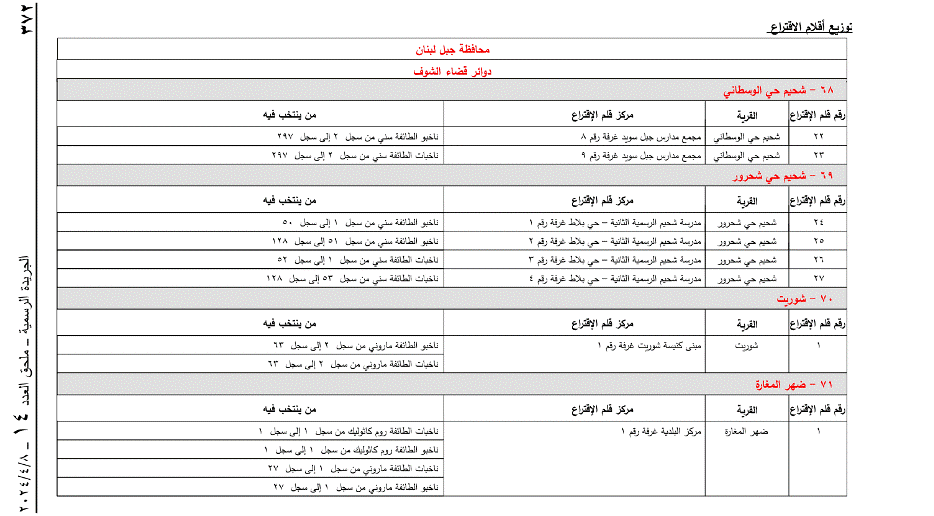 ٣٧٢
توزيع أقلام الاقتراع
محافظة جبل لبنان
دوائر قضاء الشوف
٦٨ - شحيم حي الوسطاني
رقم قلم الإقتراع القرية مركز قلم الإقتراع من ينتخب فيه
٢٢ شحيم حي الوسطاني مجمع مدارس جبل سويد غرفة رقم ٨ ناخبو الطائفة سني من سجل ٢ إلى سجل ٢٩٧
٢٣ شحيم حي الوسطاني مجمع مدارس جبل سويد غرفة رقم ٩ ناخبات الطائفة سني من سجل ٢ إلى سجل ٢٩٧
٦٩ - شحيم حي شحرور
رقم قلم الإقتراع القرية مركز قلم الإقتراع من ينتخب فيه
٢٤ شحيم حي شحرور مدرسة شحيم الرسمية الثانية - حي بلاط غرفة رقم ١ ناخبو الطائفة سني من سجل ١ إلى سجل ٥٠
٢٥ شحيم حي شحرور مدرسة شحيم الرسمية الثانية - حي بلاط غرفة رقم ٢ ناخبو الطائفة سني من سجل ٥١ إلى سجل ١٢٨
٢٦ شحيم حي شحرور مدرسة شحيم الرسمية الثانية - حي بلاط غرفة رقم ٣ ناخبات الطائفة سني من سجل ١ إلى سجل ٥٢
٢٧ شحيم حي شحرور مدرسة شحيم الرسمية الثانية - حي بلاط غرفة رقم ٤ ناخبات الطائفة سني من سجل ٥٣ إلى سجل ١٢٨
٧٠ - شوريت
رقم قلم الإقتراع القرية مركز قلم الإقتراع من ينتخب فيه
١ شوريت مبنى كنيسة شوريت غرفة رقم ١ ناخبو الطائفة ماروني من سجل ٢ إلى سجل ٦٣
ناخبات الطائفة ماروني من سجل ٢ إلى سجل ٦٣
٧١ - ضهر المغارة
رقم قلم الإقتراع القرية مركز قلم الإقتراع من ينتخب فيه
١ ضهر المغارة مركز البلدية غرفة رقم ١ ناخبات الطائفة روم كاثوليك من سجل ١ إلى سجل ١
ناخبو الطائفة روم كاثوليك من سجل ١ إلى سجل ١
ناخبات الطائفة ماروني من سجل ١ إلى سجل ٢٧
ناخبو الطائفة ماروني من سجل ١ إلى سجل ٢٧
الجريدة الرسمية - ملحق العدد ١٤ - ٢٠٢٤/٤/٨